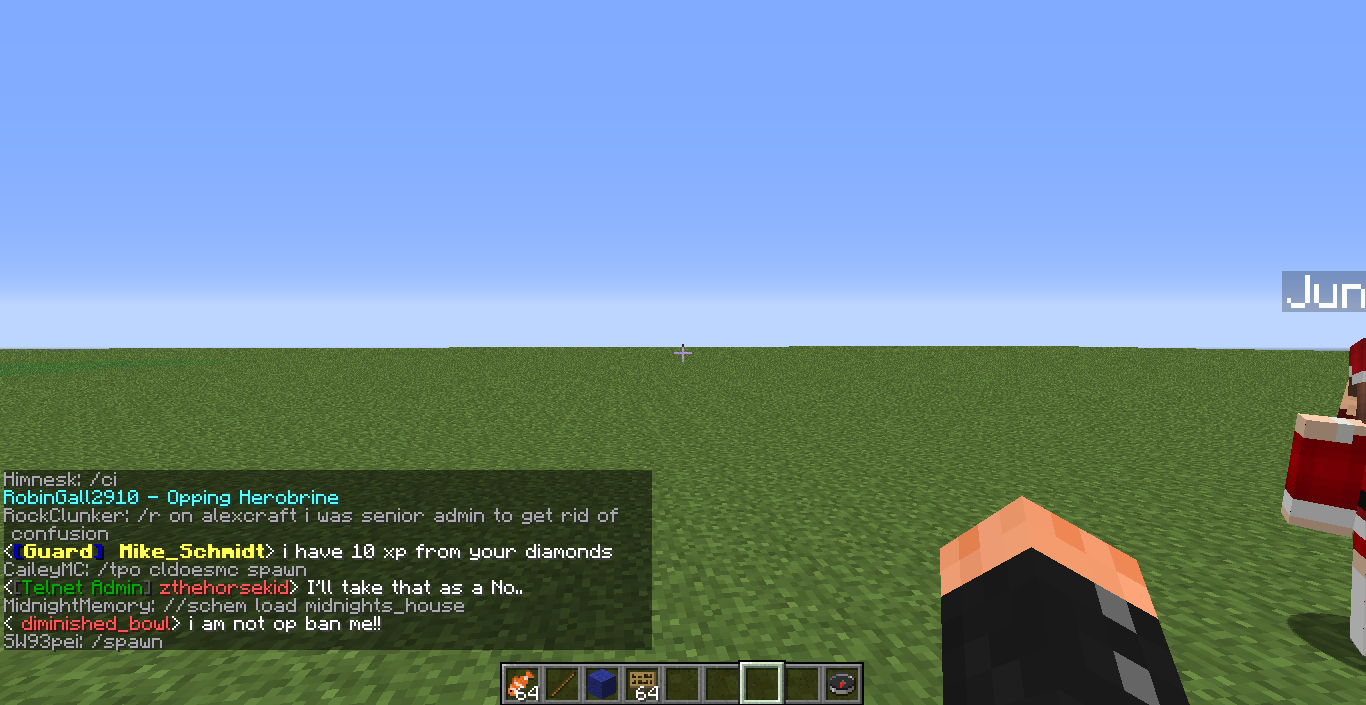 Jun
Himnesk: /ci
RobinGall2910 - Opping Herobrine
RockClunker: /r on alexcraft i was senior admin to get rid of
confusion
<[Guard] Mike_Schmidt> i have 10 xp from your diamonds
CaileyMC: /tpo cldoesmc spawn
<[Telnet Admin] zthehorsekid> I'll take that as a No..
MidnightMemory: //schem load midnights_house
< diminished_bowl> i am not op ban me!!
SW93pei: /spawn
64 64